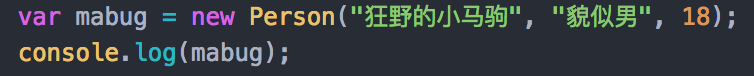 var mabug = new Person("狂野的小马驹", "貌似男", 18);
console.log(mabug);